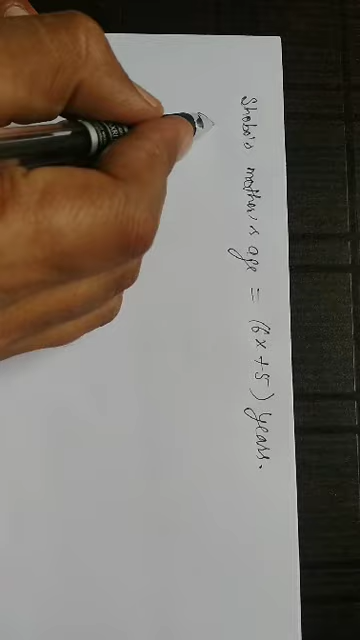 Shobo's mother's age = (6x+5) years.